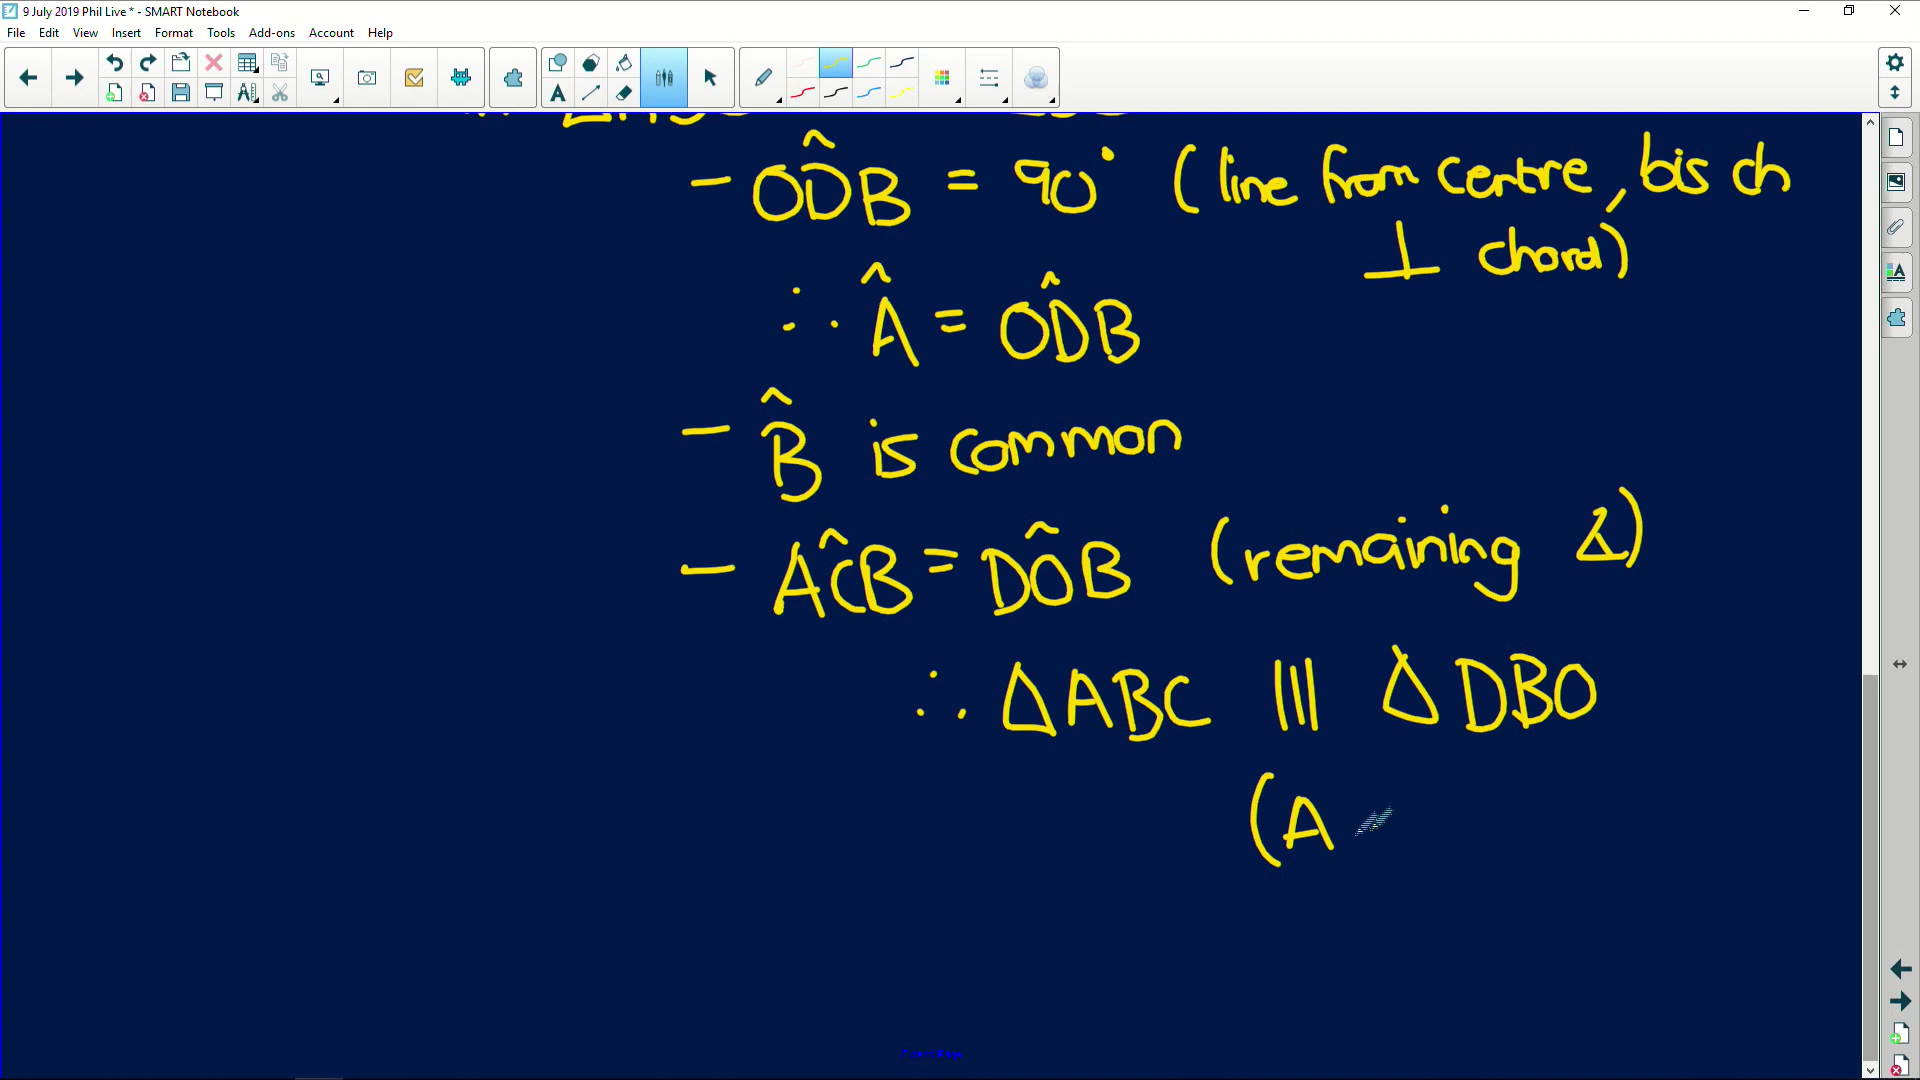 9 July 2019 Phil Live * - SMART Notebook
File Edit View Insert Format Tools Add-ons Account Help
- OD̂B = 90° (line from centre, bis ch
⊥ chord)
∴ Â = OD̂B
- B̂ is common
- AĈB = DÔB (remaining ∠)
∴ ΔABC ||| ΔDBO
(A